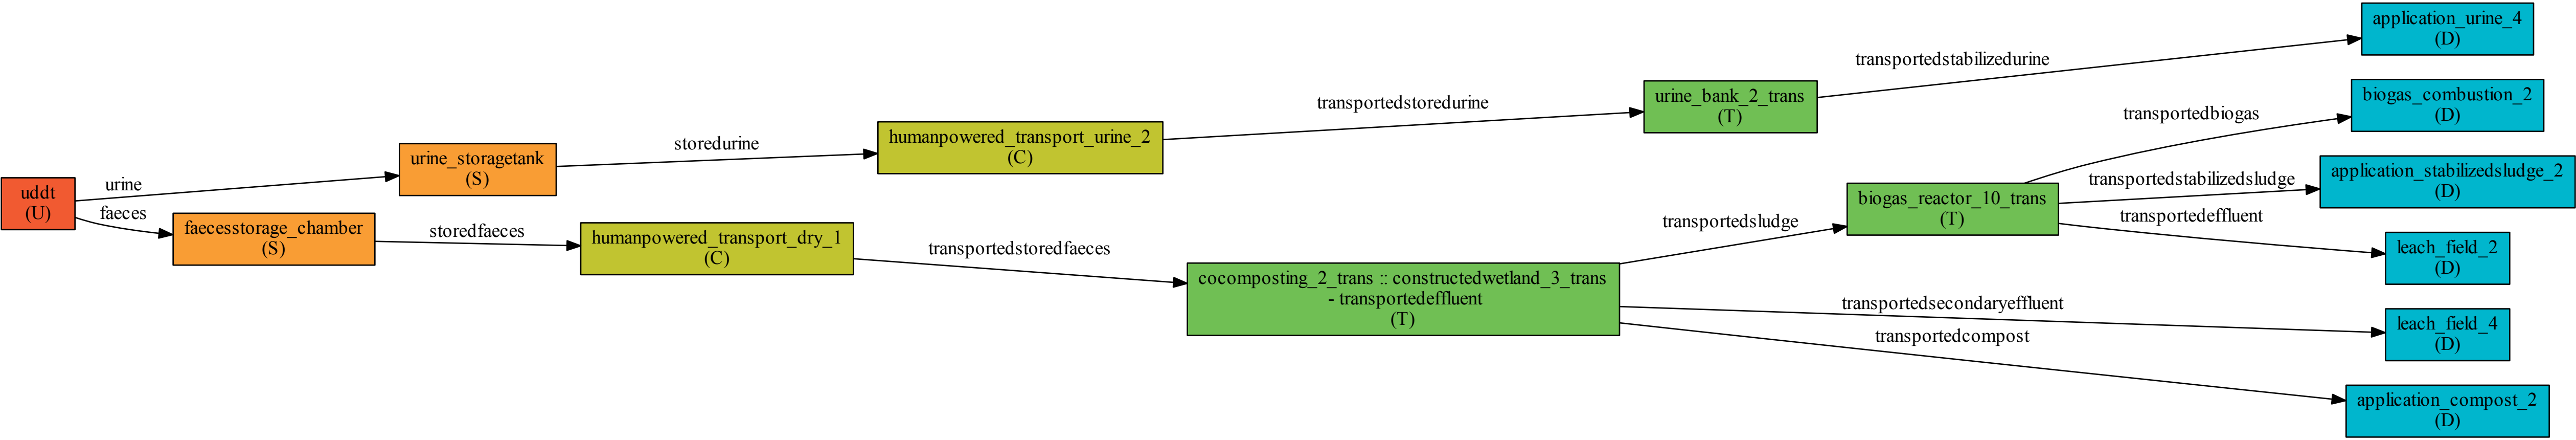 uddt
(U)
urine
faeces
urine_storagetank
(S)
faecesstorage_chamber
(S)
storedurine
storedfaeces
humanpowered_transport_urine_2
(C)
humanpowered_transport_dry_1
(C)
transportedstoredurine
transportedstoredfaeces
urine_bank_2_trans
(T)
cocomposting_2_trans :: constructedwetland_3_trans
- transportedeffluent
(T)
transportedsludge
biogas_reactor_10_trans
(T)
transportedstabilizedurine
transportedbiogas
transportedstabilizedsludge
transportedeffluent
transportedsecondaryeffluent
transportedcompost
application_urine_4
(D)
biogas_combustion_2
(D)
application_stabilizedsludge_2
(D)
leach_field_2
(D)
leach_field_4
(D)
application_compost_2
(D)